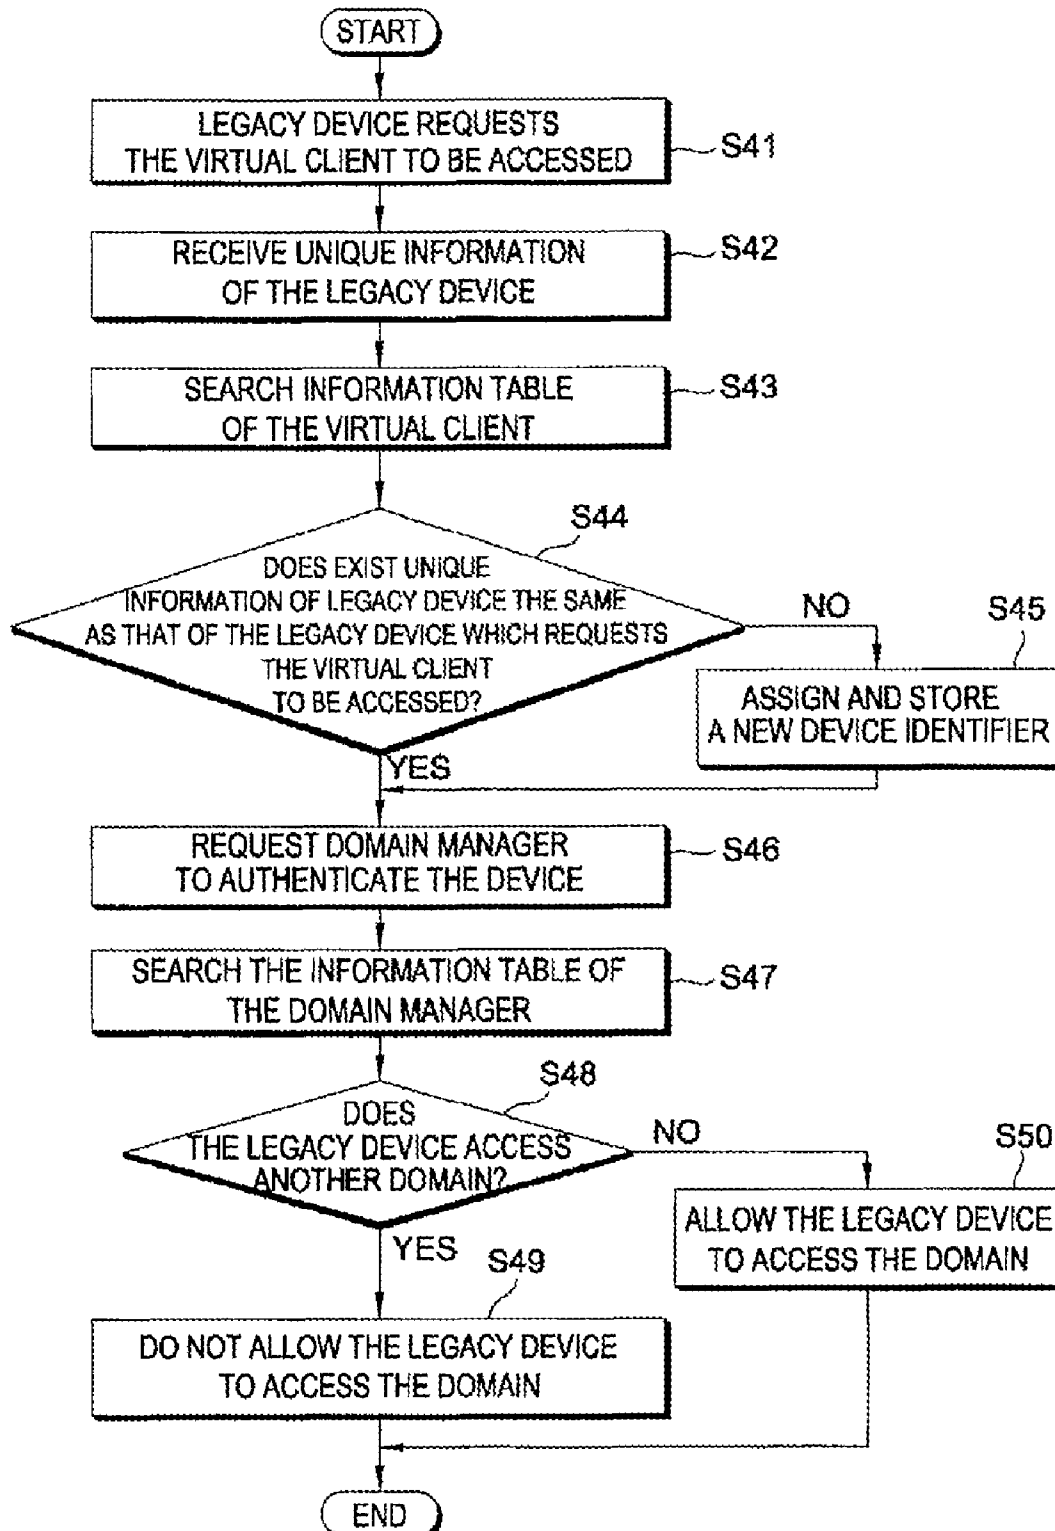 START
LEGACY DEVICE REQUESTS
THE VIRTUAL CLIENT TO BE ACCESSED
S41
RECEIVE UNIQUE INFORMATION
OF THE LEGACY DEVICE
S42
SEARCH INFORMATION TABLE
OF THE VIRTUAL CLIENT
S43
S44
DOES EXIST UNIQUE
INFORMATION OF LEGACY DEVICE THE SAME
AS THAT OF THE LEGACY DEVICE WHICH REQUESTS
THE VIRTUAL CLIENT
TO BE ACCESSED?
NO
S45
ASSIGN AND STORE
A NEW DEVICE IDENTIFIER
YES
REQUEST DOMAIN MANAGER
TO AUTHENTICATE THE DEVICE
S46
SEARCH THE INFORMATION TABLE OF
THE DOMAIN MANAGER
S47
S48
DOES
THE LEGACY DEVICE ACCESS
ANOTHER DOMAIN?
NO
S50
ALLOW THE LEGACY DEVICE
TO ACCESS THE DOMAIN
YES
S49
DO NOT ALLOW THE LEGACY DEVICE
TO ACCESS THE DOMAIN
END